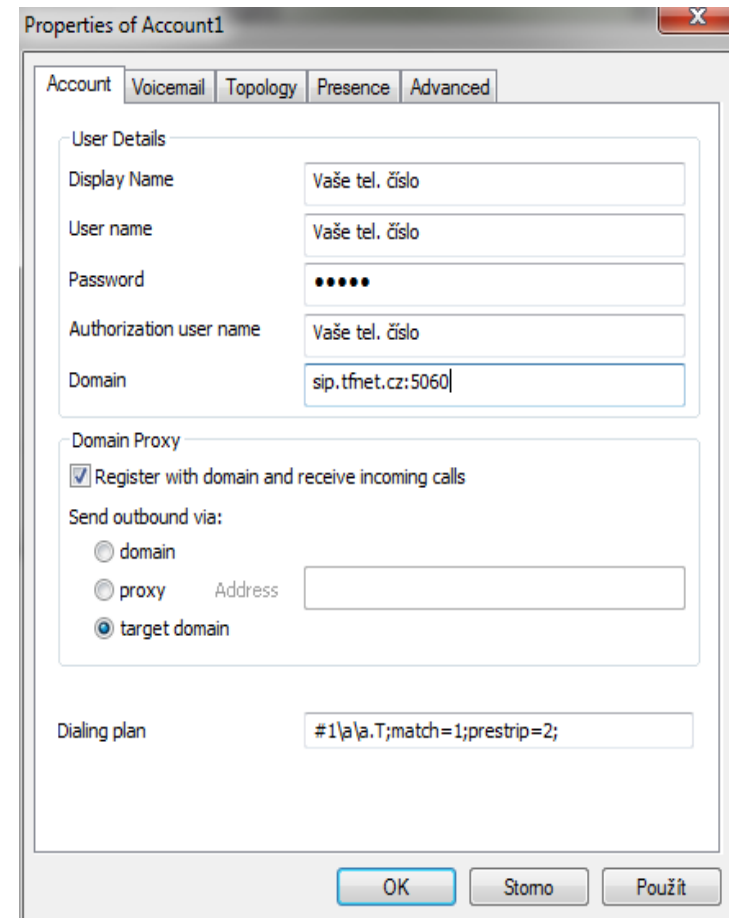 Properties of Account1
Account Voicemail Topology Presence Advanced
User Details
Display Name Vaše tel. číslo
User name Vaše tel. číslo
Password •••••
Authorization user name Vaše tel. číslo
Domain sip.tfnet.cz:5060
Domain Proxy
Register with domain and receive incoming calls
Send outbound via:
domain
proxy Address
target domain
Dialing plan #1\a\a.T;match=1;prestrip=2;
OK Storno Použít